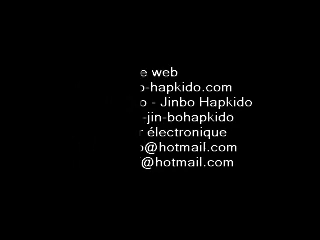 e web
o-hapkido.com
o - Jinbo Hapkido
-jin-bohapkido
r électronique
o@hotmail.com
@hotmail.com